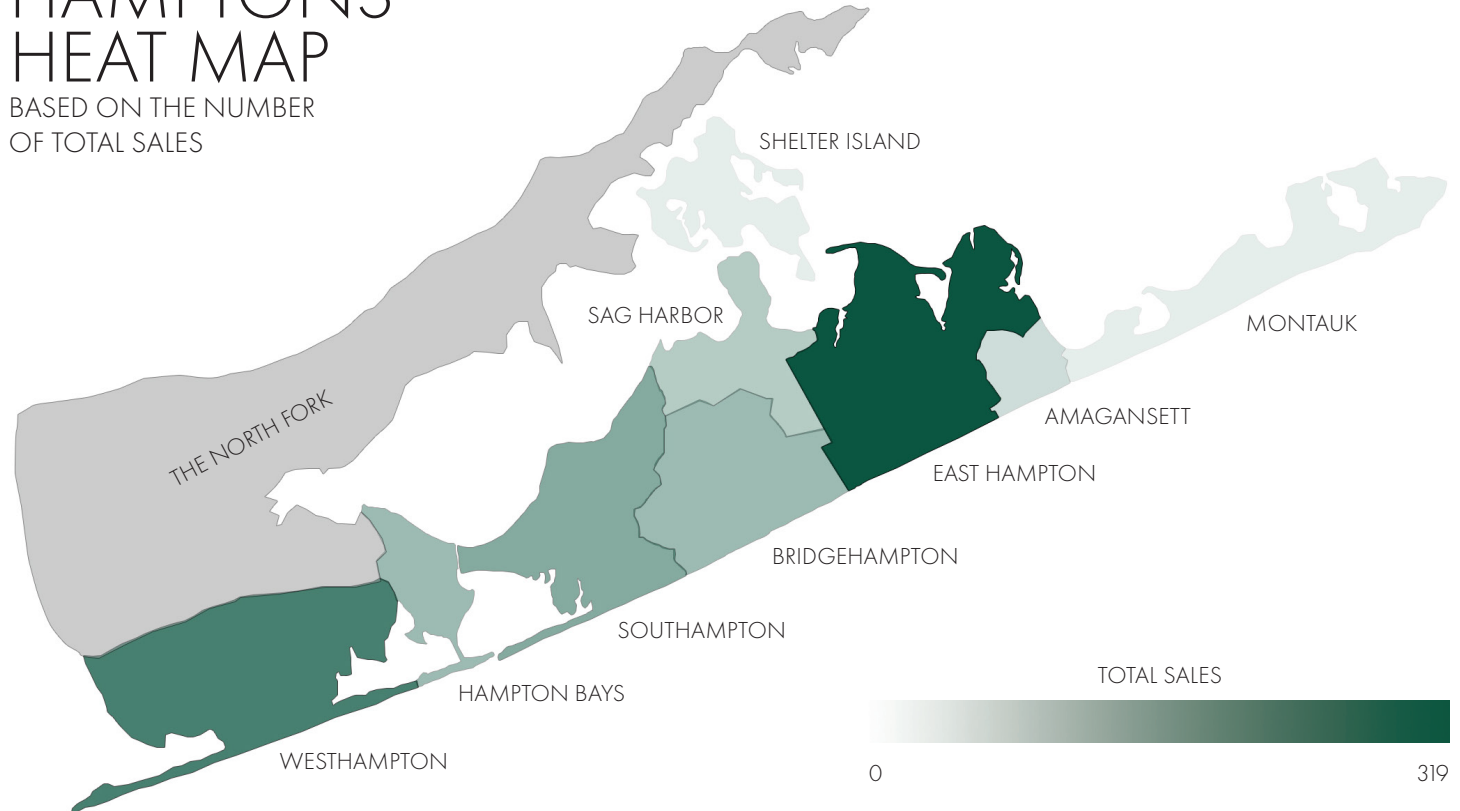 HAMPTONS
HEAT MAP
BASED ON THE NUMBER
OF TOTAL SALES
SHELTER ISLAND
SAG HARBOR
MONTAUK
THE NORTH FORK
AMAGANSETT
EAST HAMPTON
BRIDGEHAMPTON
SOUTHAMPTON
HAMPTON BAYS
WESTHAMPTON
TOTAL SALES
0
319